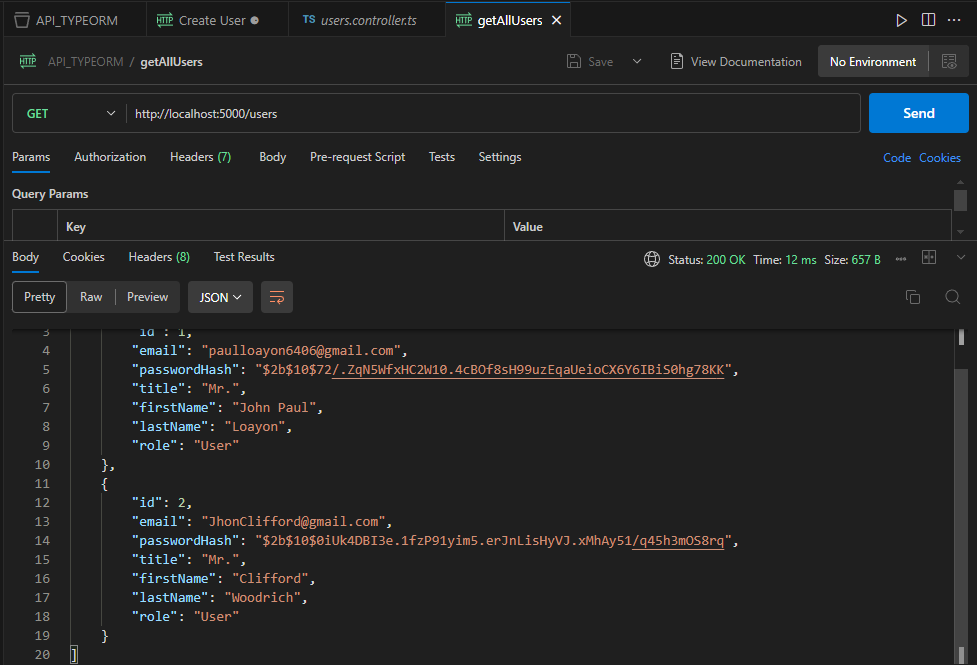 API_TYPEORM
HTTP Create User
TS users.controller.ts
HTTP getAllUsers
HTTP API_TYPEORM / getAllUsers
Save
View Documentation
No Environment
GET
http://localhost:5000/users
Send
Params Authorization Headers (7) Body Pre-request Script Tests Settings
Code Cookies
Query Params
Key Value
Body Cookies Headers (8) Test Results
Status: 200 OK Time: 12 ms Size: 657 B
Pretty Raw Preview JSON
3 "id": 1,
4 "email": "paulloayon6406@gmail.com",
5 "passwordHash": "$2b$10$72/.ZqN5WfxHC2W10.4cBOf8sH99uzEqaUeioCX6Y6IBiS0hg78KK",
6 "title": "Mr.",
7 "firstName": "John Paul",
8 "lastName": "Loayon",
9 "role": "User"
10 },
11 {
12 "id": 2,
13 "email": "JhonClifford@gmail.com",
14 "passwordHash": "$2b$10$0iUk4DBI3e.1fzP91yim5.erJnLisHyVJ.xMhAy51/q45h3mOS8rq",
15 "title": "Mr.",
16 "firstName": "Clifford",
17 "lastName": "Woodrich",
18 "role": "User"
19 }
20 ]